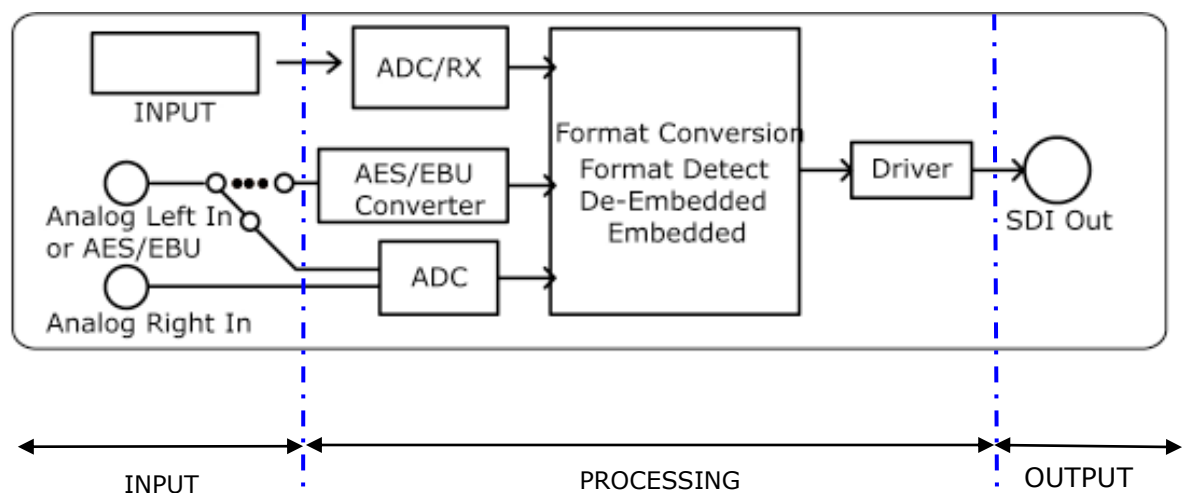 INPUT
ADC/RX
Analog Left In
or AES/EBU
Analog Right In
AES/EBU
Converter
ADC
Format Conversion
Format Detect
De-Embedded
Embedded
Driver
SDI Out
INPUT
PROCESSING
OUTPUT